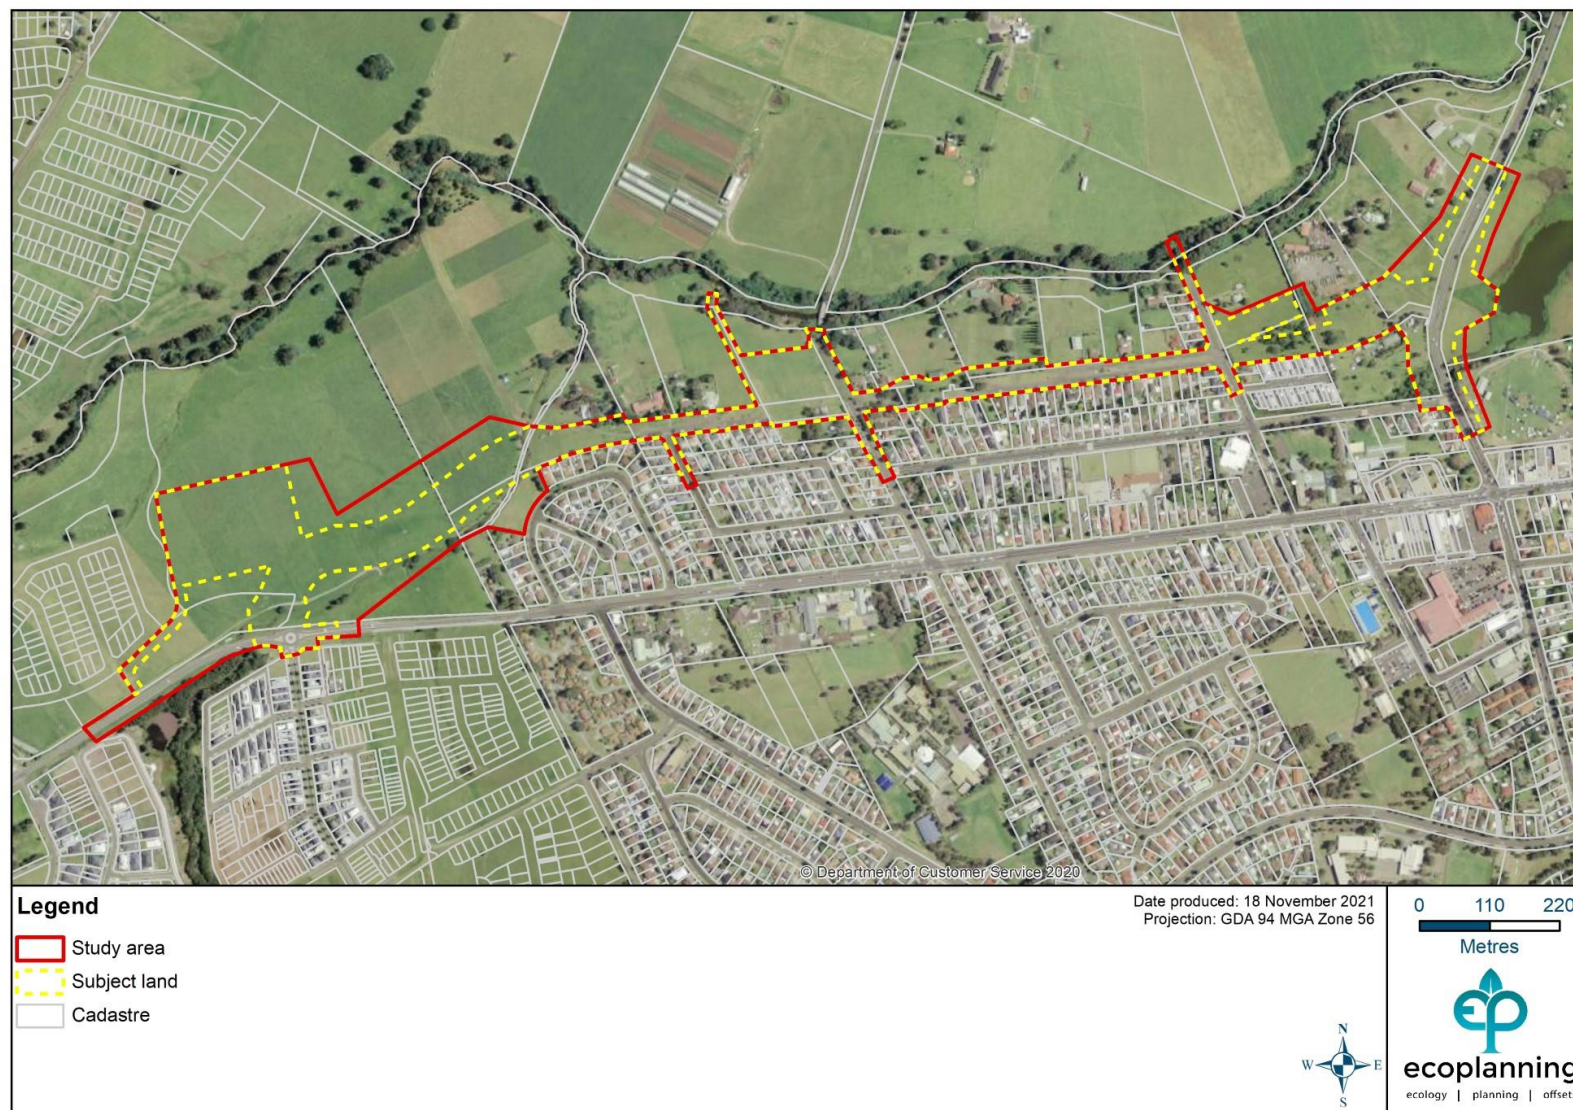 © Department of Customer Service 2020
Legend
Study area
Subject land
Cadastre
Date produced: 18 November 2021
Projection: GDA 94 MGA Zone 56
0 110 220
Metres
N
W E
S
ep
ecoplanning
ecology | planning | offsets